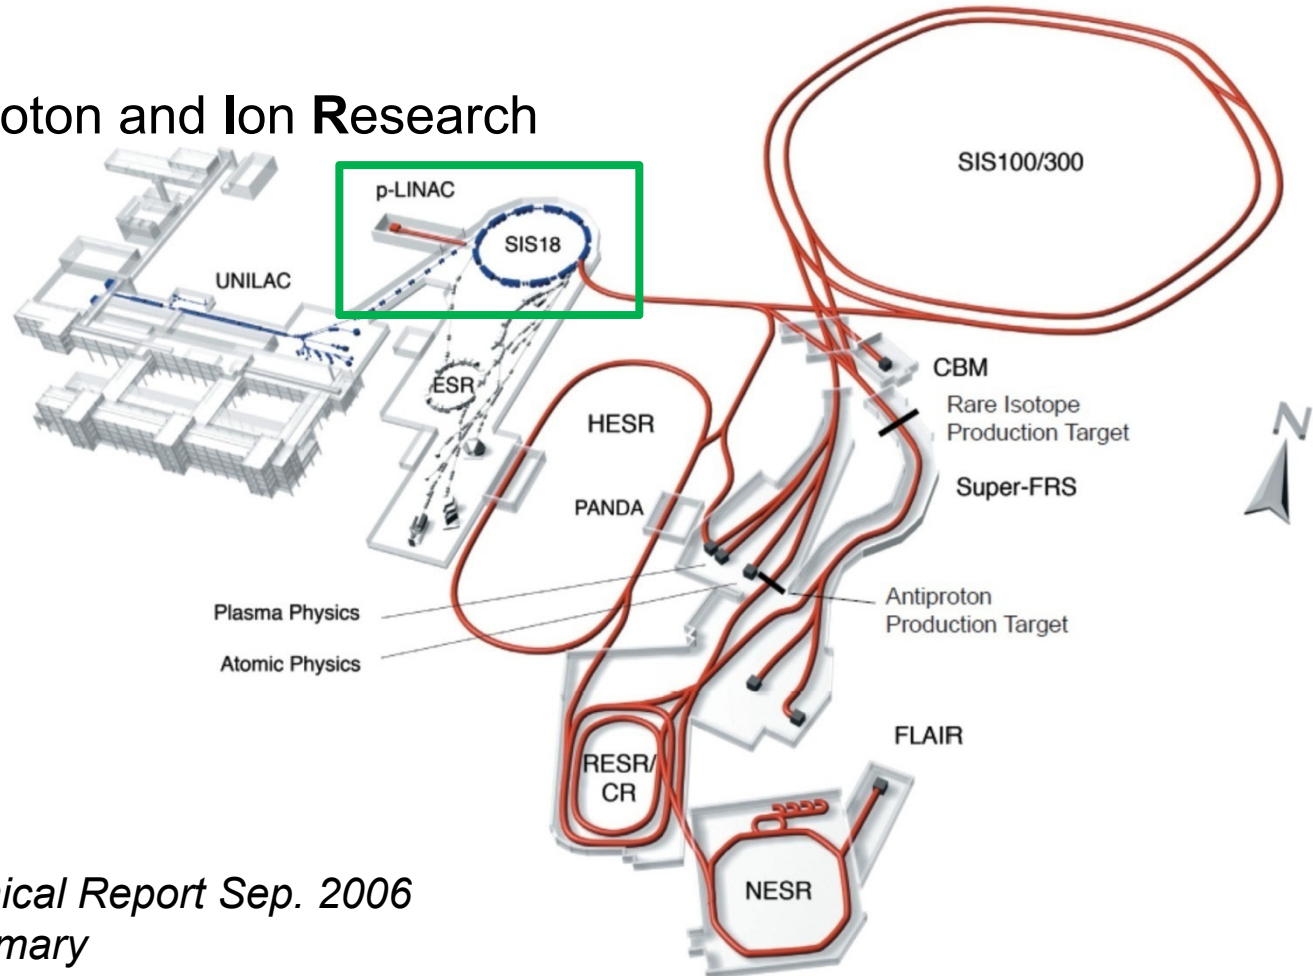 oton and Ion Research
SIS100/300
p-LINAC
SIS18
UNILAC
ESR
CBM
Rare Isotope
Production Target
HESR
N
Super-FRS
PANDA
Plasma Physics
Antiproton
Production Target
Atomic Physics
FLAIR
RESR/
CR
NESR
nical Report Sep. 2006
mary